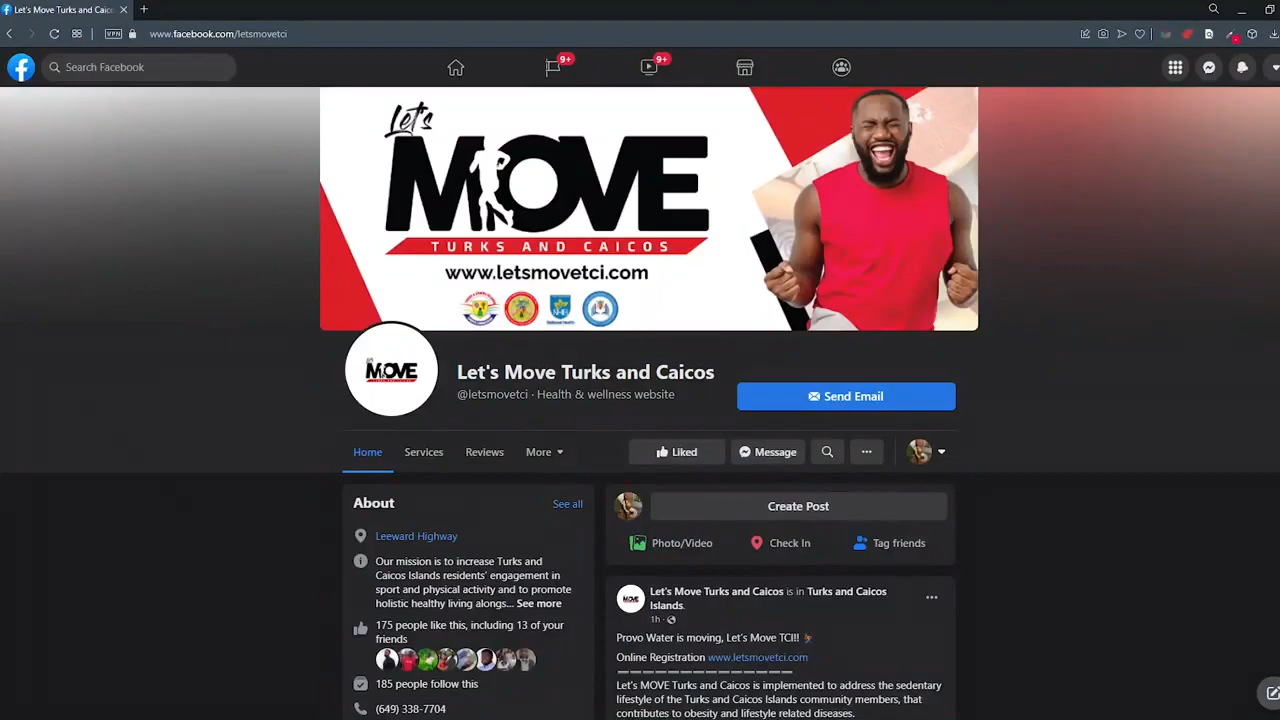 Let's Move Turks and Caicos
VPN
www.facebook.com/letsmovetci
Search Facebook
9+
9+
Let's
MOVE
TURKS AND CAICOS
www.letsmovetci.com
NHIP
MOVE
Let's Move Turks and Caicos
@letsmovetci · Health & wellness website
Send Email
Home
Services
Reviews
More
Liked
Message
About
See all
Leeward Highway
Our mission is to increase Turks and
Caicos Islands residents' engagement in
sport and physical activity and to promote
holistic healthy living alongs... See more
175 people like this, including 13 of your
friends
185 people follow this
(649) 338-7704
Create Post
Photo/Video
Check In
Tag friends
MOVE
Let's Move Turks and Caicos is in Turks and Caicos
Islands.
1h ·
Provo Water is moving, Let's Move TCI!!
Online Registration www.letsmovetci.com
Let's MOVE Turks and Caicos is implemented to address the sedentary
lifestyle of the Turks and Caicos Islands community members, that
contributes to obesity and lifestyle related diseases.